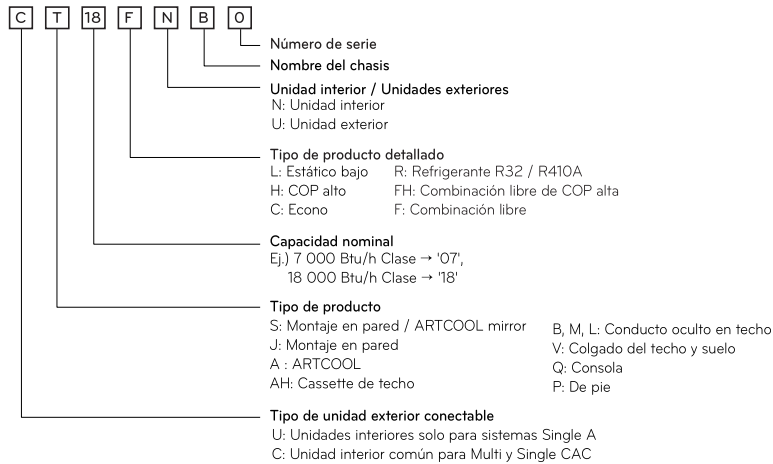 C T 18 F N B 0
Número de serie
Nombre del chasis
Unidad interior / Unidades exteriores
N: Unidad interior
U: Unidad exterior
Tipo de producto detallado
L: Estático bajo R: Refrigerante R32 / R410A
H: COP alto FH: Combinación libre de COP alta
C: Econo F: Combinación libre
Capacidad nominal
Ej.) 7 000 Btu/h Clase → '07',
18 000 Btu/h Clase → '18'
Tipo de producto
S: Montaje en pared / ARTCOOL mirror
J: Montaje en pared
A : ARTCOOL
AH: Cassette de techo
B, M, L: Conducto oculto en techo
V: Colgado del techo y suelo
Q: Consola
P: De pie
Tipo de unidad exterior conectable
U: Unidades interiores solo para sistemas Single A
C: Unidad interior común para Multi y Single CAC